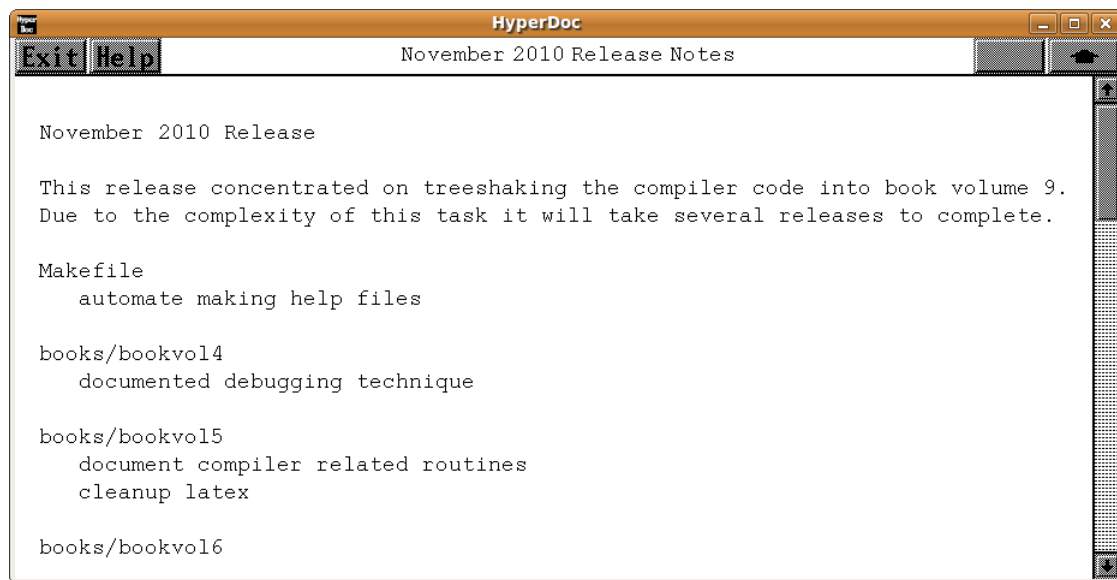 Hyper Doc
HyperDoc
Exit Help
November 2010 Release Notes
November 2010 Release
This release concentrated on treeshaking the compiler code into book volume 9.
Due to the complexity of this task it will take several releases to complete.
Makefile
automate making help files
books/bookvol4
documented debugging technique
books/bookvol5
document compiler related routines
cleanup latex
books/bookvol6